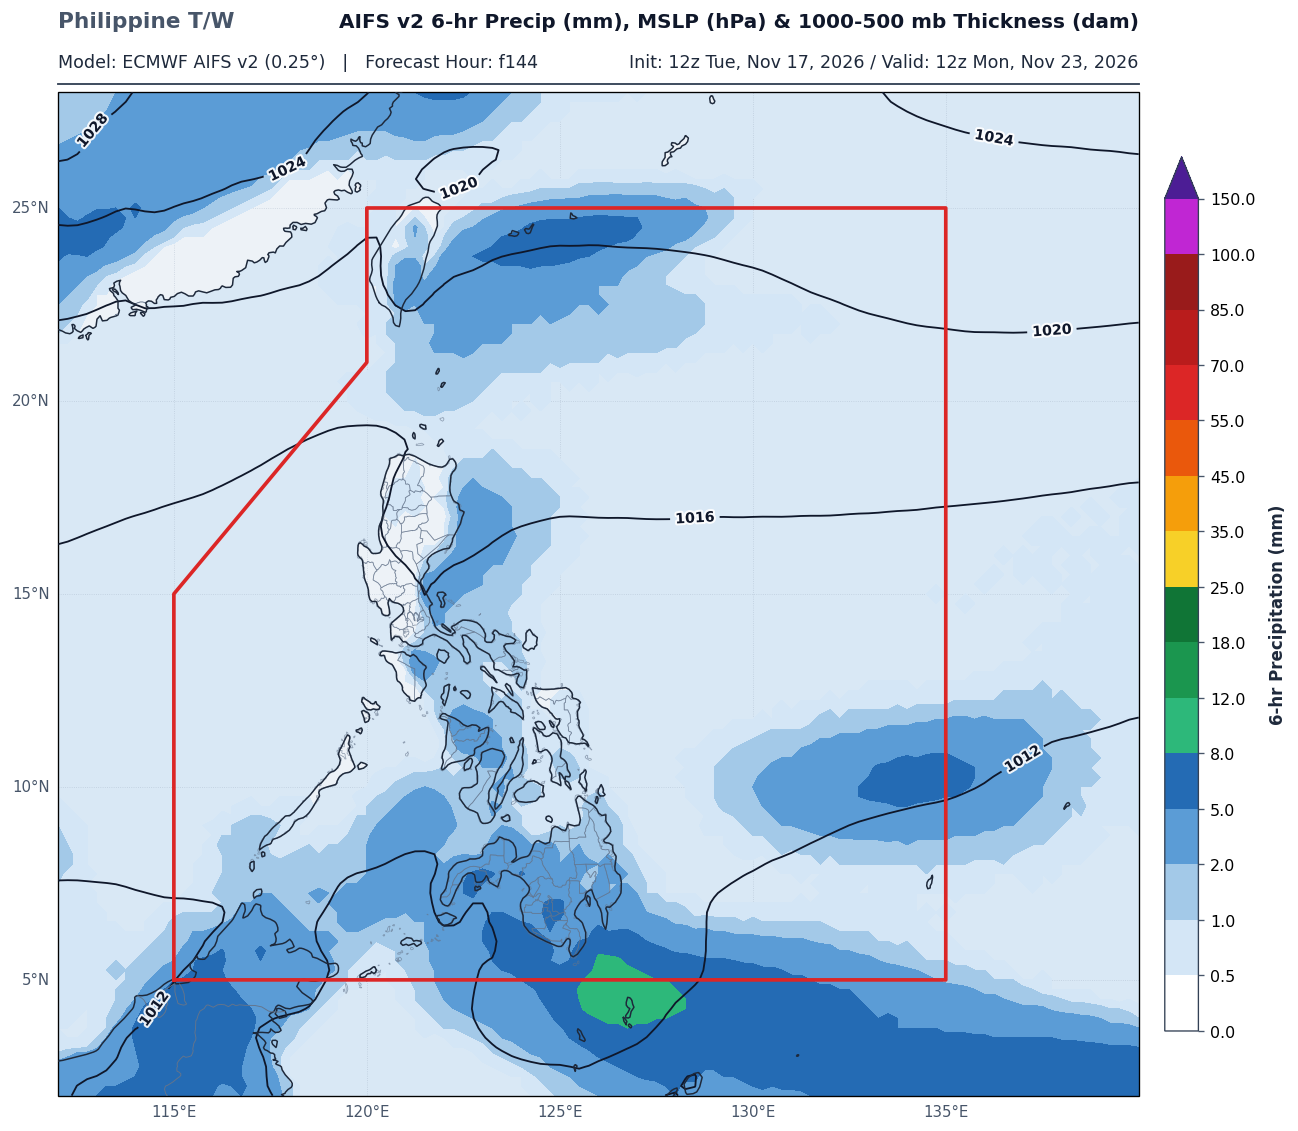 Philippine T/W
AIFS v2 6-hr Precip (mm), MSLP (hPa) & 1000-500 mb Thickness (dam)
Model: ECMWF AIFS v2 (0.25°) | Forecast Hour: f144
Init: 12z Tue, Nov 17, 2026 / Valid: 12z Mon, Nov 23, 2026
1028
1024
1024
1020
1020
1016
1012
1012
25°N
20°N
15°N
10°N
5°N
115°E
120°E
125°E
130°E
135°E
150.0
100.0
85.0
70.0
55.0
45.0
35.0
25.0
18.0
12.0
8.0
5.0
2.0
1.0
0.5
0.0
6-hr Precipitation (mm)